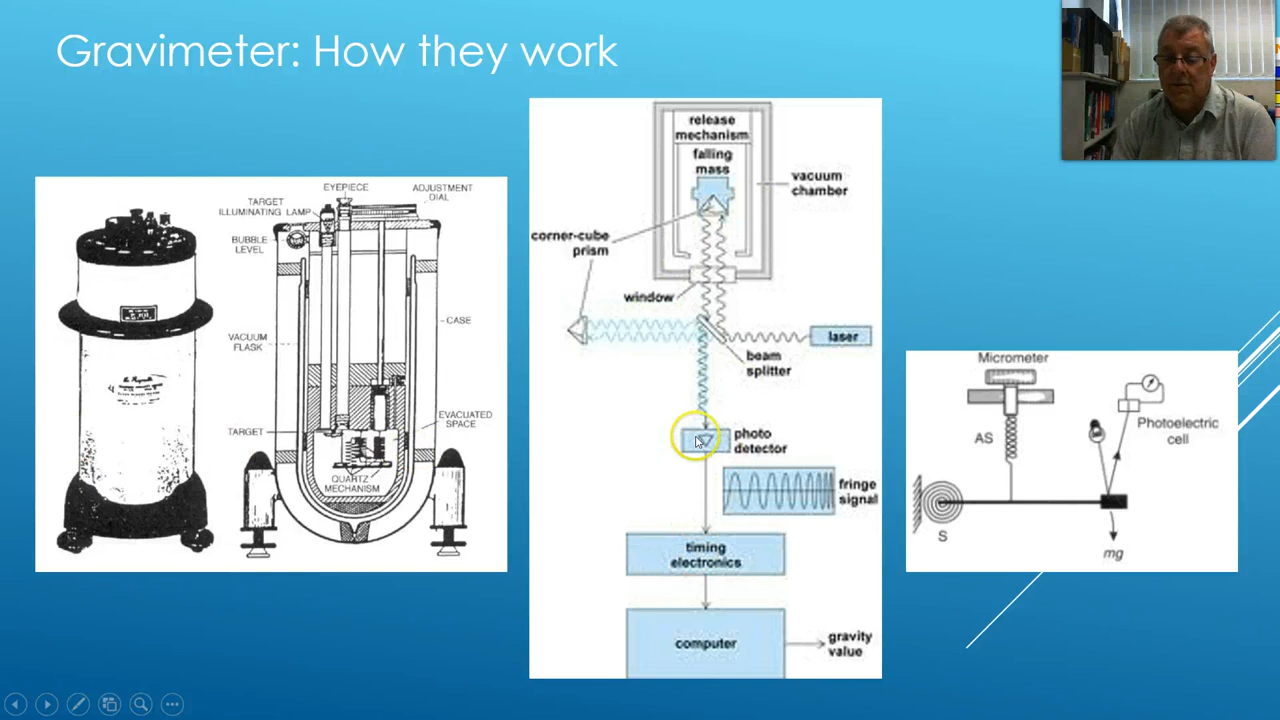 Gravimeter: How they work
EYEPIECE
TARGET
ILLUMINATING LAMP
ADJUSTMENT
DIAL
BUBBLE
LEVEL
VACUUM
FLASK
CASE
EVACUATED
SPACE
TARGET
QUARTZ
MECHANISM
release
mechanism
falling
mass
vacuum
chamber
corner-cube
prism
window
laser
beam
splitter
photo
detector
fringe
signal
timing
electronics
computer
gravity
value
Micrometer
AS
Photoelectric
cell
S
mg